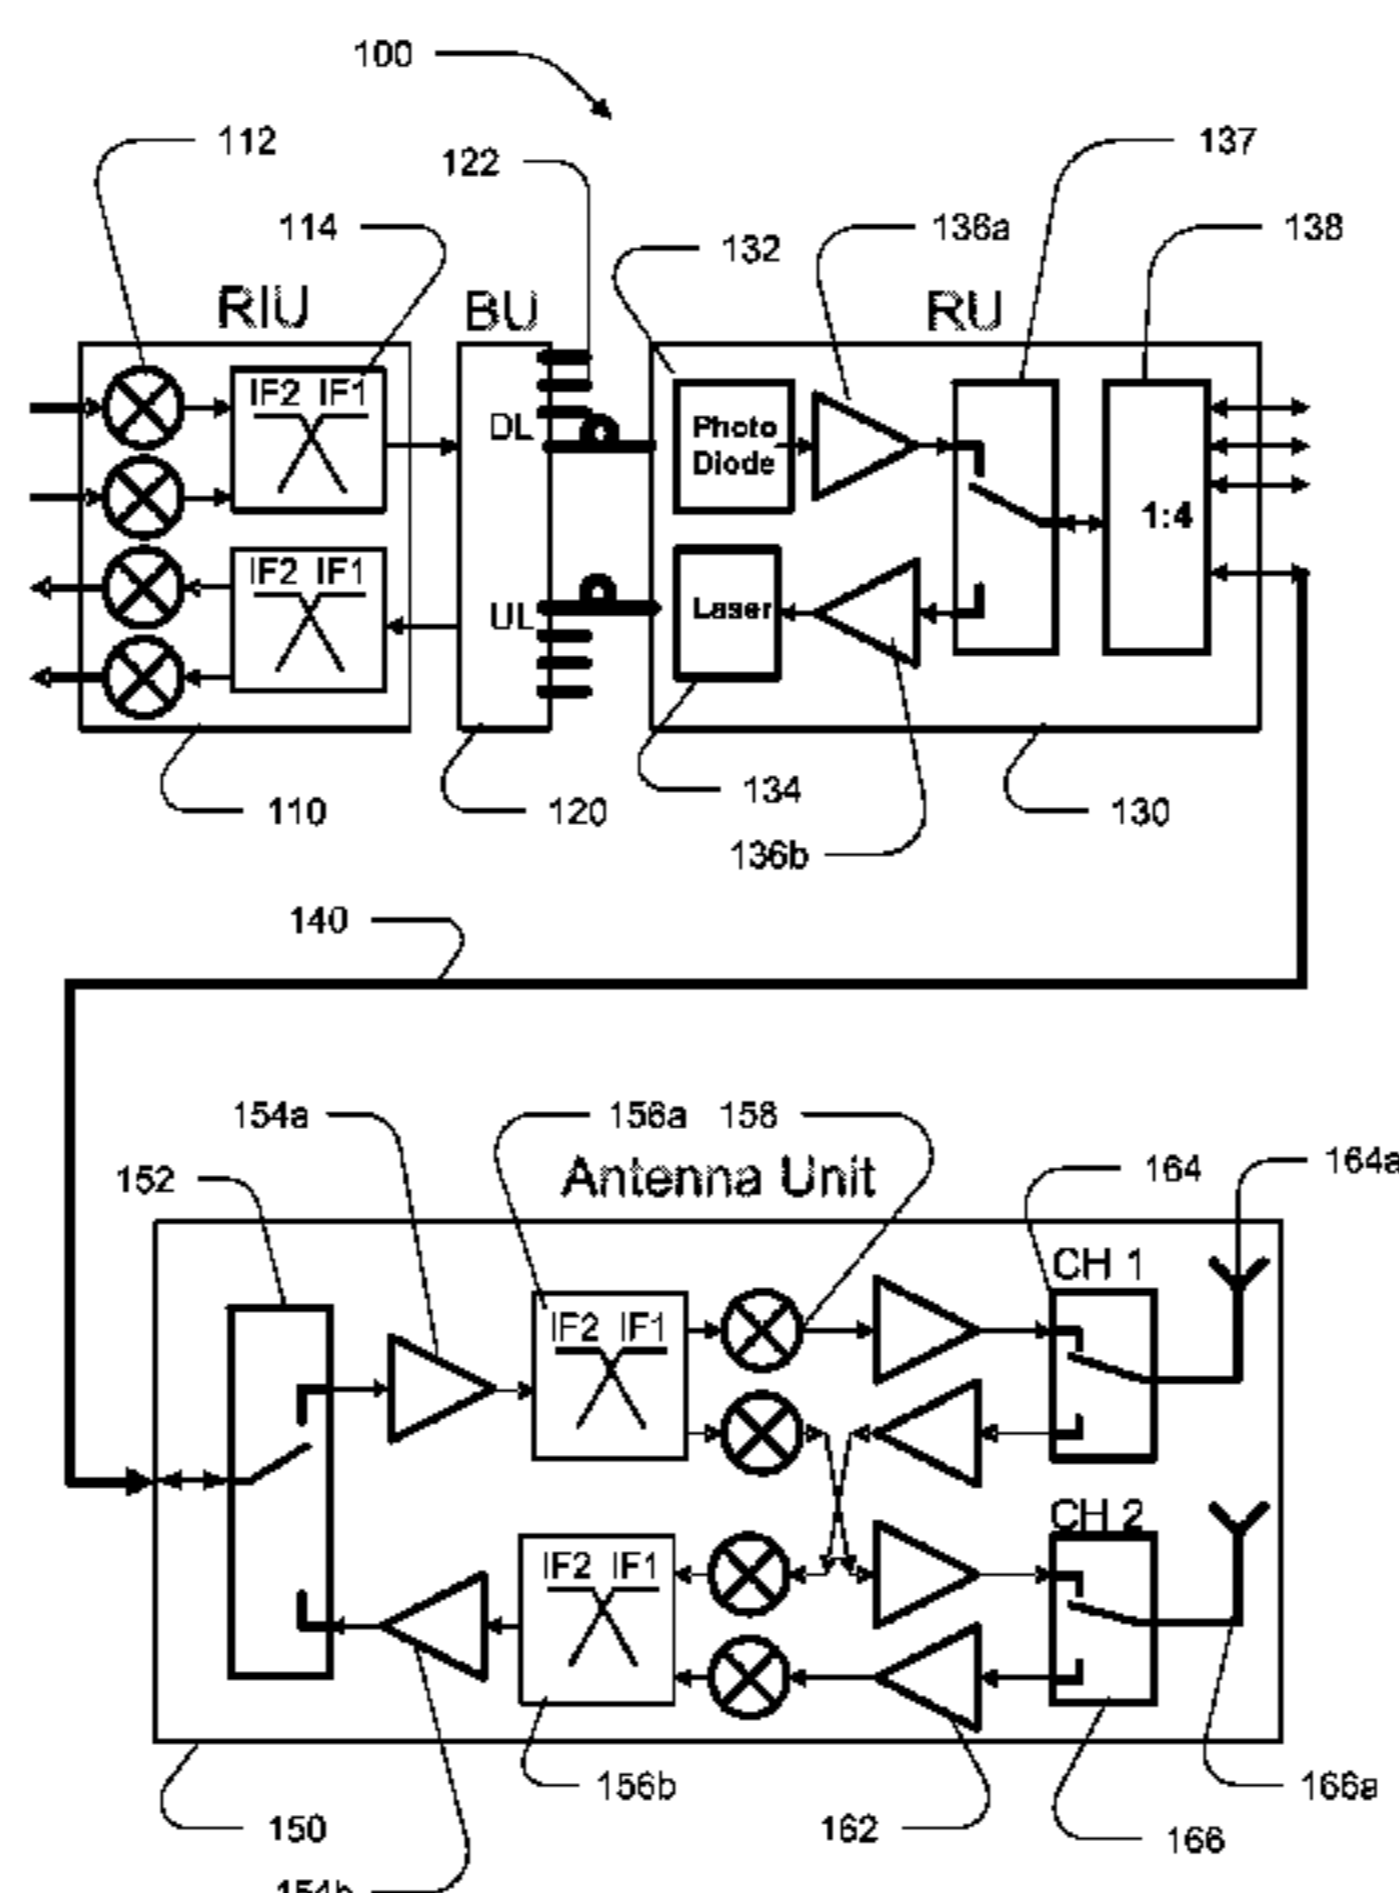 100
112
122
137
114
132
136a
138
RIU
BU
RU
IF2 IF1
DL
Photo
Diode
1:4
IF2 IF1
UL
Laser
110
120
134
130
136b
140
154a
156a
158
152
Antenna Unit
164
164a
CH 1
IF2 IF1
CH 2
IF2 IF1
156b
166a
150
162
166
154b